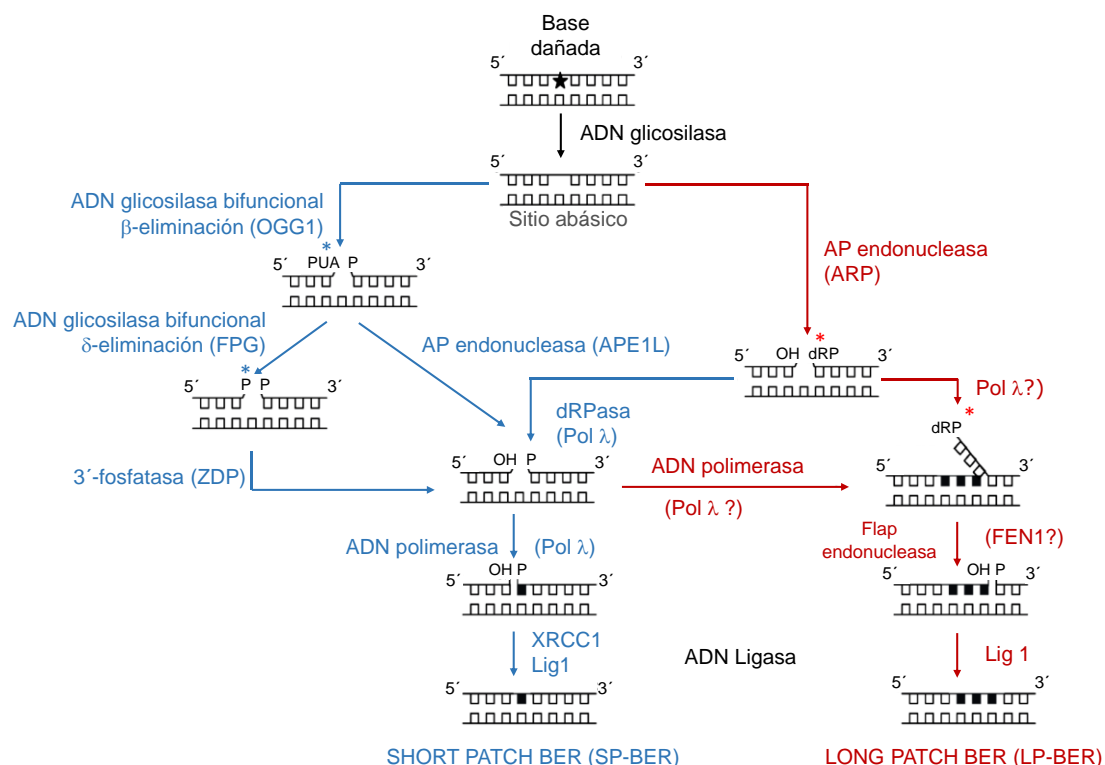 Base
dañada
5´ 3´
ADN glicosilasa
5´ 3´
Sitio abásico
ADN glicosilasa bifuncional
β-eliminación (OGG1)
*
5´ PUA P 3´
AP endonucleasa
(ARP)
ADN glicosilasa bifuncional
δ-eliminación (FPG)
AP endonucleasa (APE1L)
*
5´ OH dRP 3´
*
5´ P P 3´
dRPasa
(Pol λ)
Pol λ?)
*
dRP
3´-fosfatasa (ZDP)
5´ OH P 3´
ADN polimerasa
(Pol λ ?)
5´ 3´
ADN polimerasa (Pol λ)
Flap
endonucleasa
(FEN1?)
5´ OH P 3´
5´ OH P 3´
XRCC1
Lig1
ADN Ligasa
Lig 1
5´ 3´
5´ 3´
SHORT PATCH BER (SP-BER)
LONG PATCH BER (LP-BER)